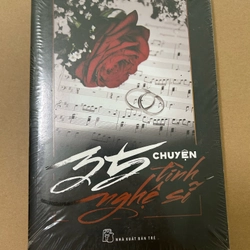 35 CHUYỆN
tình
nghệ sĩ
NHÀ XUẤT BẢN TRẺ